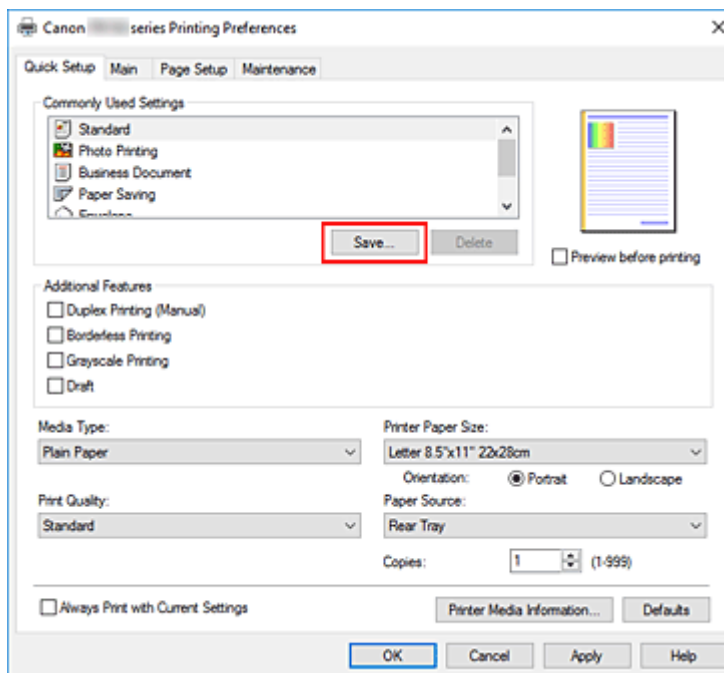 Canon series Printing Preferences
Quick Setup Main Page Setup Maintenance
Commonly Used Settings
Standard
Photo Printing
Business Document
Paper Saving
Envelope
Save... Delete
Preview before printing
Additional Features
Duplex Printing (Manual)
Borderless Printing
Grayscale Printing
Draft
Media Type: Printer Paper Size:
Plain Paper Letter 8.5"x11" 22x28cm
Orientation: Portrait Landscape
Print Quality: Paper Source:
Standard Rear Tray
Copies: 1 (1-999)
Always Print with Current Settings Printer Media Information... Defaults
OK Cancel Apply Help